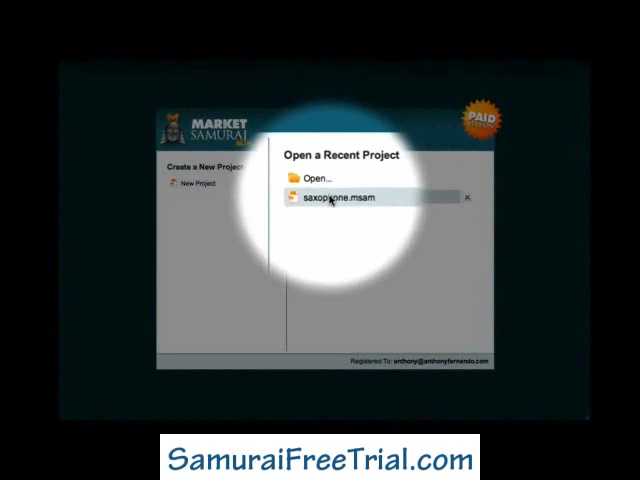 MARKET
SAMURAI
PAID
Create a New Project
New Project
Open a Recent Project
Open...
saxophone.msam
Registered To: anthony@anthonyfernando.com
SamuraiFreeTrial.com